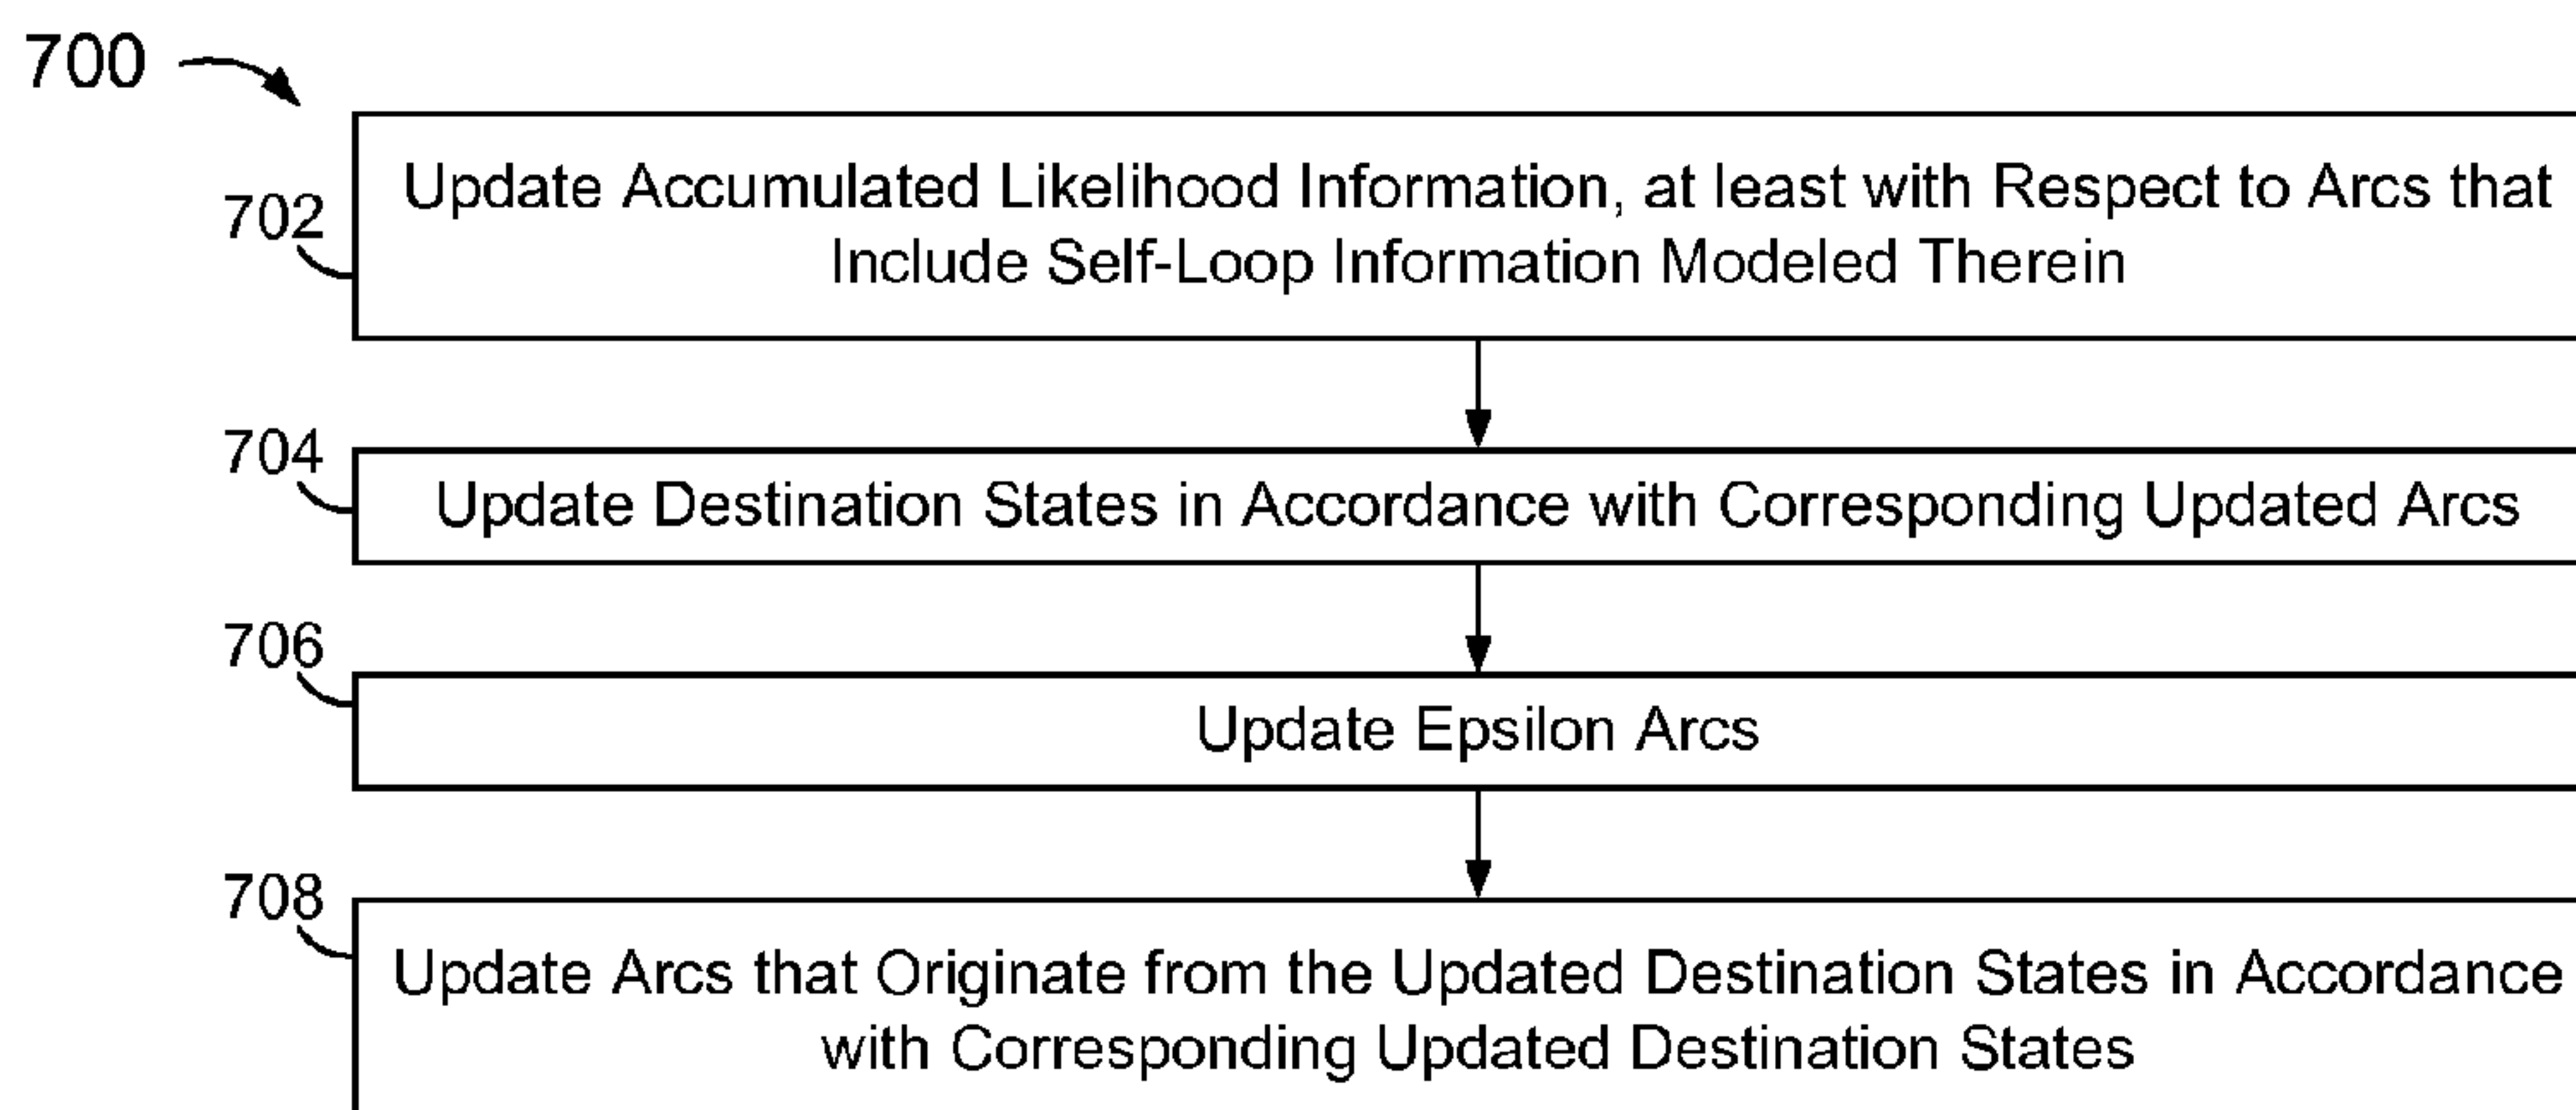 700
702
Update Accumulated Likelihood Information, at least with Respect to Arcs that
Include Self-Loop Information Modeled Therein
704
Update Destination States in Accordance with Corresponding Updated Arcs
706
Update Epsilon Arcs
708
Update Arcs that Originate from the Updated Destination States in Accordance
with Corresponding Updated Destination States